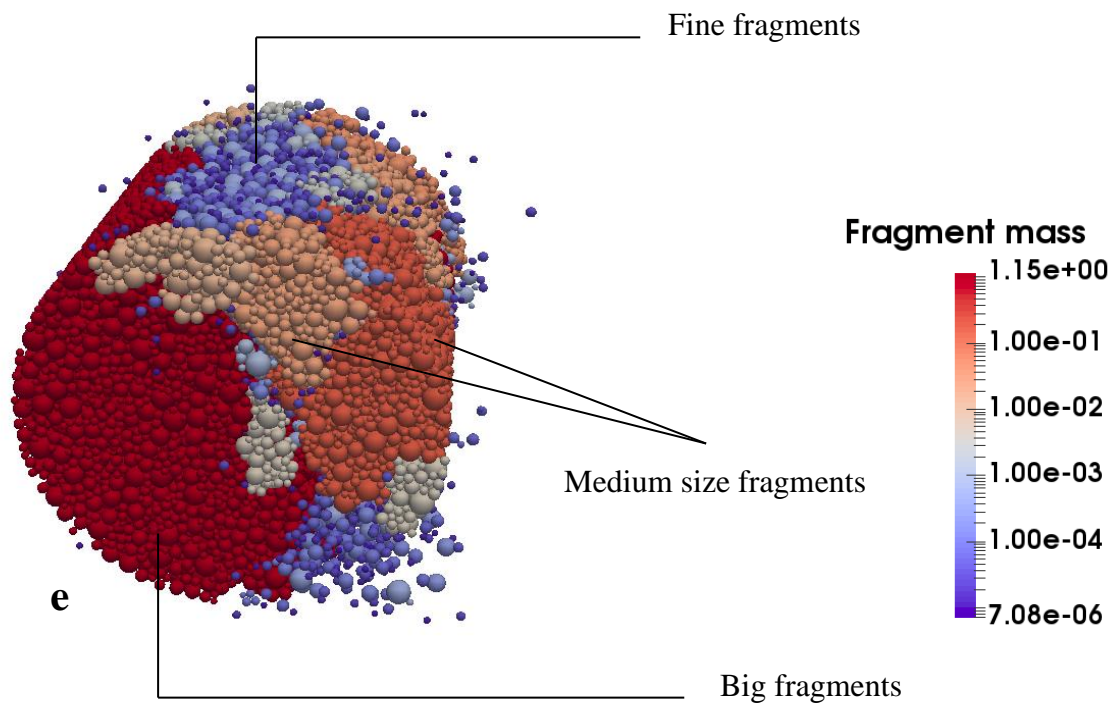 Fine fragments
Fragment mass
1.15e+00
1.00e-01
1.00e-02
1.00e-03
1.00e-04
7.08e-06
Medium size fragments
e
Big fragments